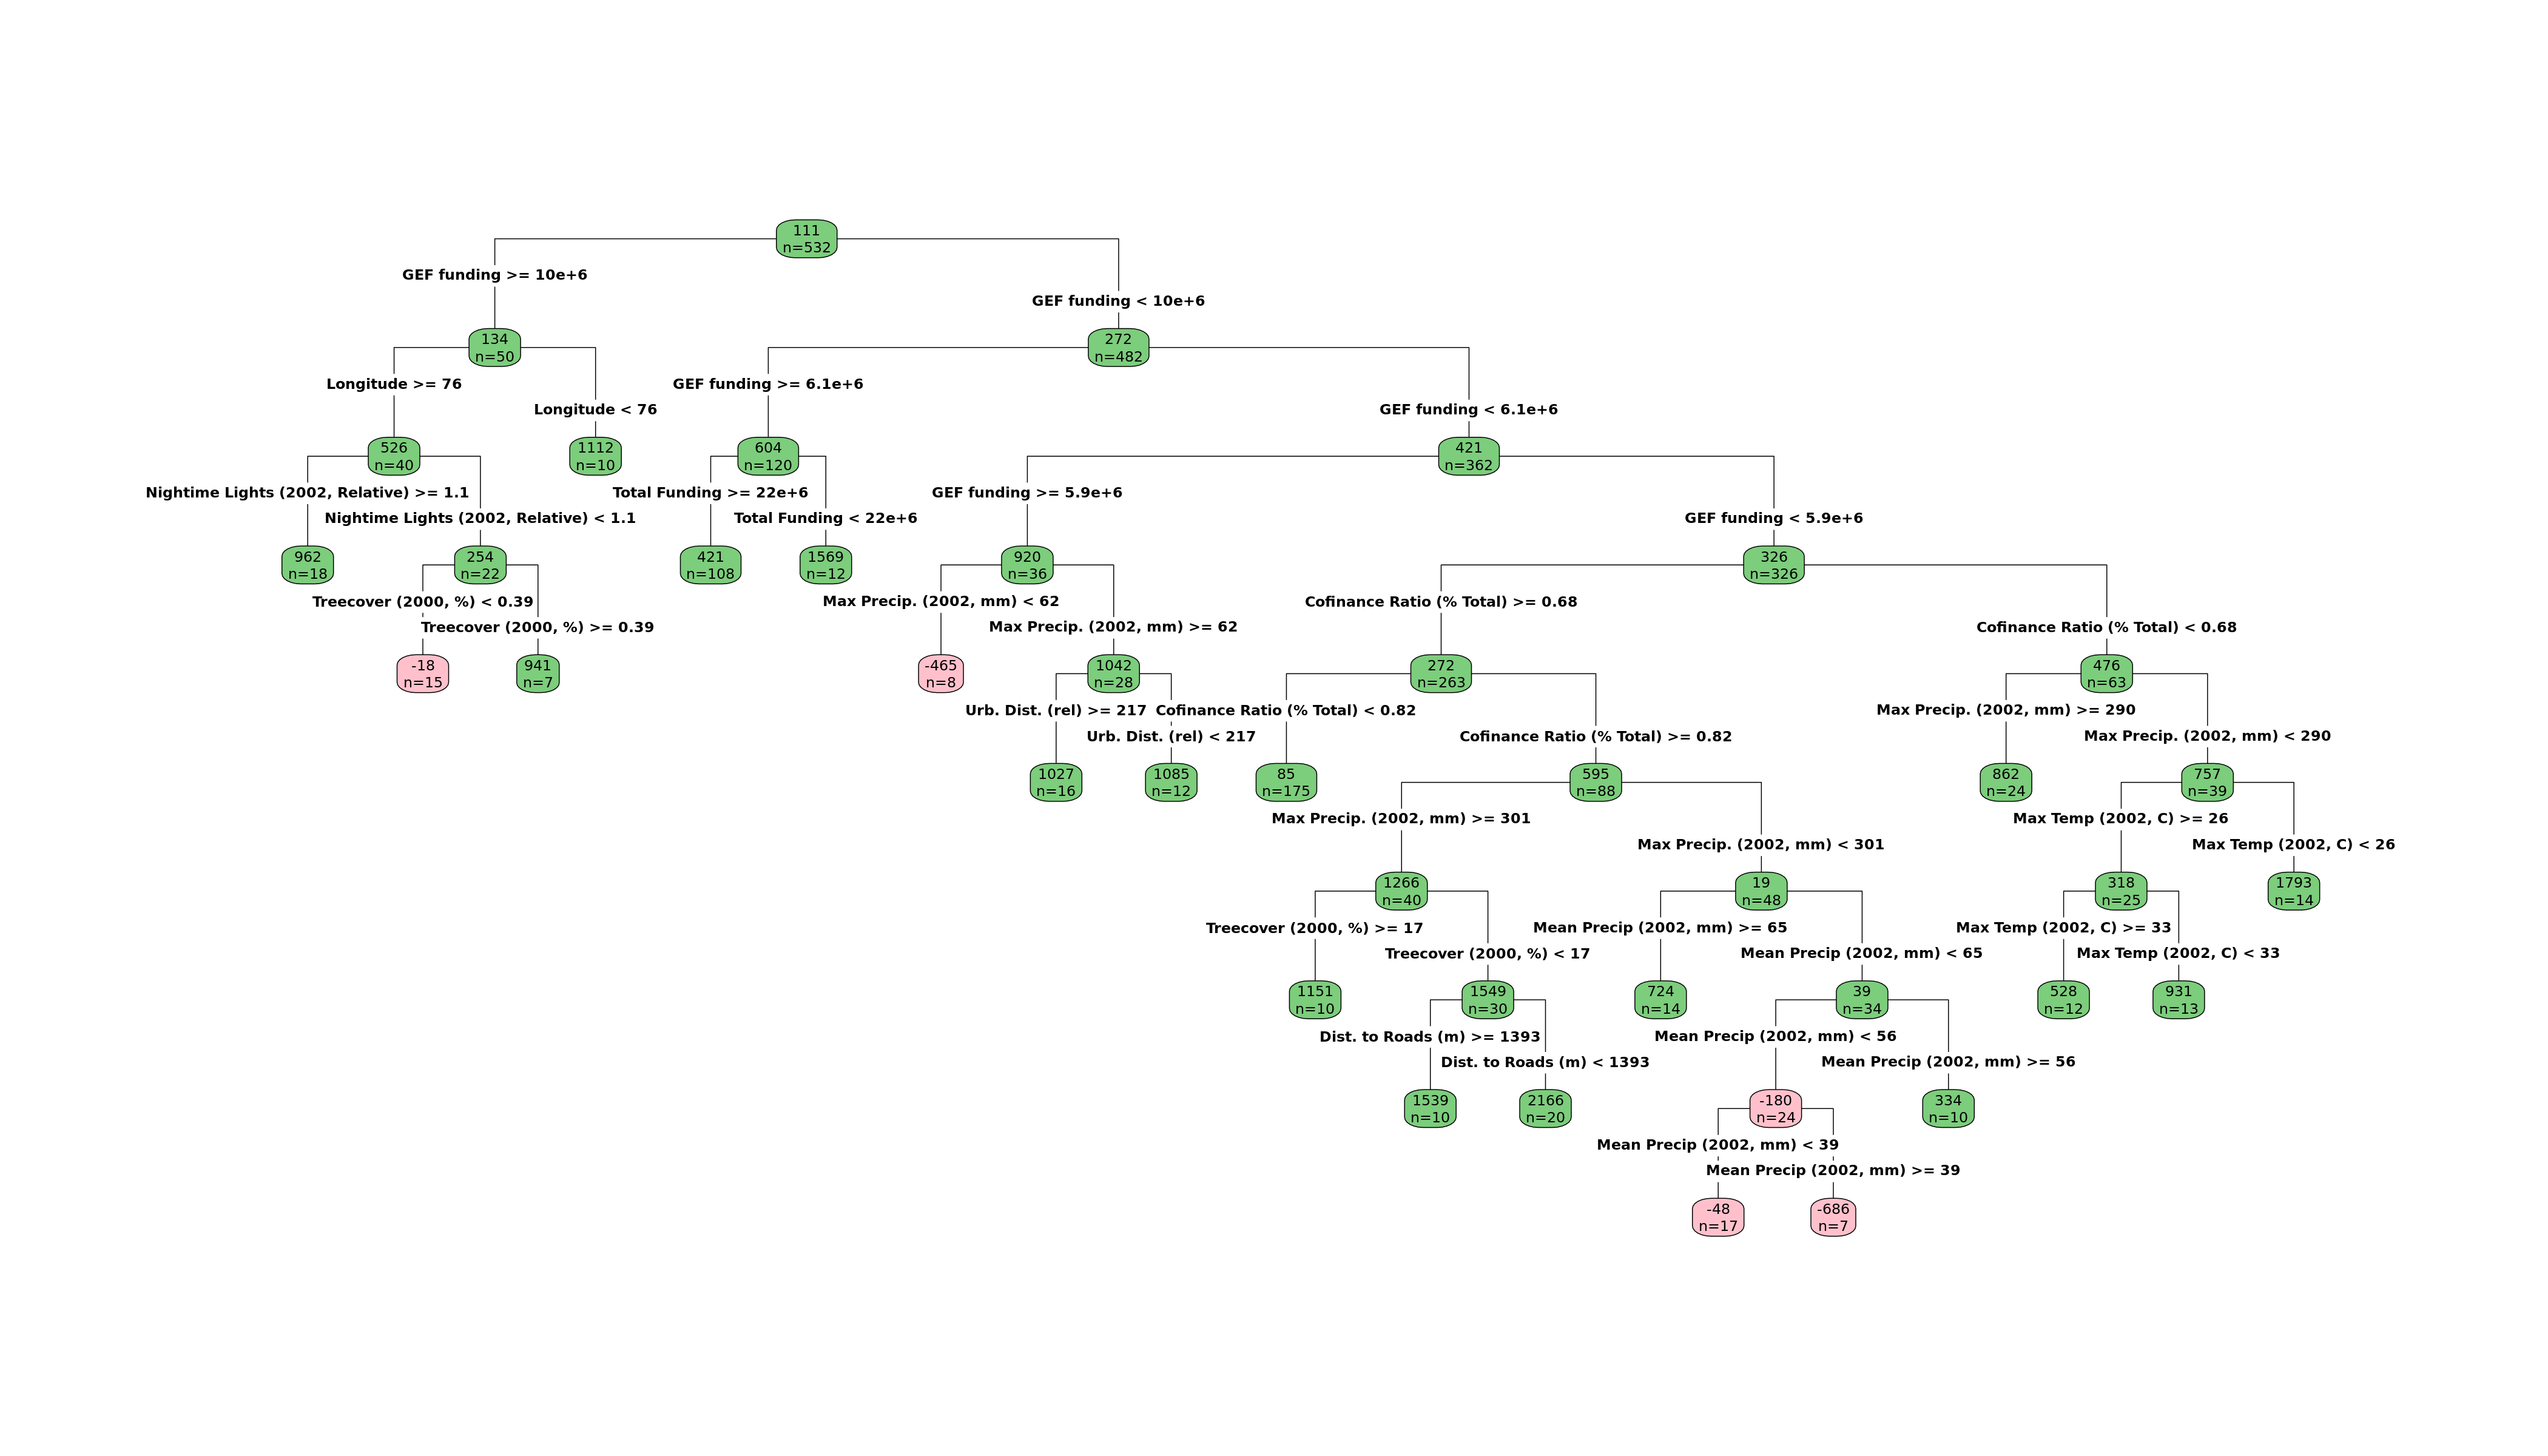 111
n=532
GEF funding >= 10e+6
GEF funding < 10e+6
134
n=50
272
n=482
Longitude >= 76
GEF funding >= 6.1e+6
Longitude < 76
GEF funding < 6.1e+6
526
n=40
1112
n=10
604
n=120
421
n=362
Nightime Lights (2002, Relative) >= 1.1
Total Funding >= 22e+6
GEF funding >= 5.9e+6
Nightime Lights (2002, Relative) < 1.1
Total Funding < 22e+6
GEF funding < 5.9e+6
962
n=18
254
n=22
421
n=108
1569
n=12
920
n=36
326
n=326
Treecover (2000, %) < 0.39
Max Precip. (2002, mm) < 62
Cofinance Ratio (% Total) >= 0.68
Treecover (2000, %) >= 0.39
Max Precip. (2002, mm) >= 62
Cofinance Ratio (% Total) < 0.68
-18
n=15
941
n=7
-465
n=8
1042
n=28
272
n=263
476
n=63
Urb. Dist. (rel) >= 217
Cofinance Ratio (% Total) < 0.82
Max Precip. (2002, mm) >= 290
Urb. Dist. (rel) < 217
Cofinance Ratio (% Total) >= 0.82
Max Precip. (2002, mm) < 290
1027
n=16
1085
n=12
85
n=175
595
n=88
862
n=24
757
n=39
Max Precip. (2002, mm) >= 301
Max Temp (2002, C) >= 26
Max Precip. (2002, mm) < 301
Max Temp (2002, C) < 26
1266
n=40
19
n=48
318
n=25
1793
n=14
Treecover (2000, %) >= 17
Mean Precip (2002, mm) >= 65
Max Temp (2002, C) >= 33
Treecover (2000, %) < 17
Mean Precip (2002, mm) < 65
Max Temp (2002, C) < 33
1151
n=10
1549
n=30
724
n=14
39
n=34
528
n=12
931
n=13
Dist. to Roads (m) >= 1393
Mean Precip (2002, mm) < 56
Dist. to Roads (m) < 1393
Mean Precip (2002, mm) >= 56
1539
n=10
2166
n=20
-180
n=24
334
n=10
Mean Precip (2002, mm) < 39
Mean Precip (2002, mm) >= 39
-48
n=17
-686
n=7